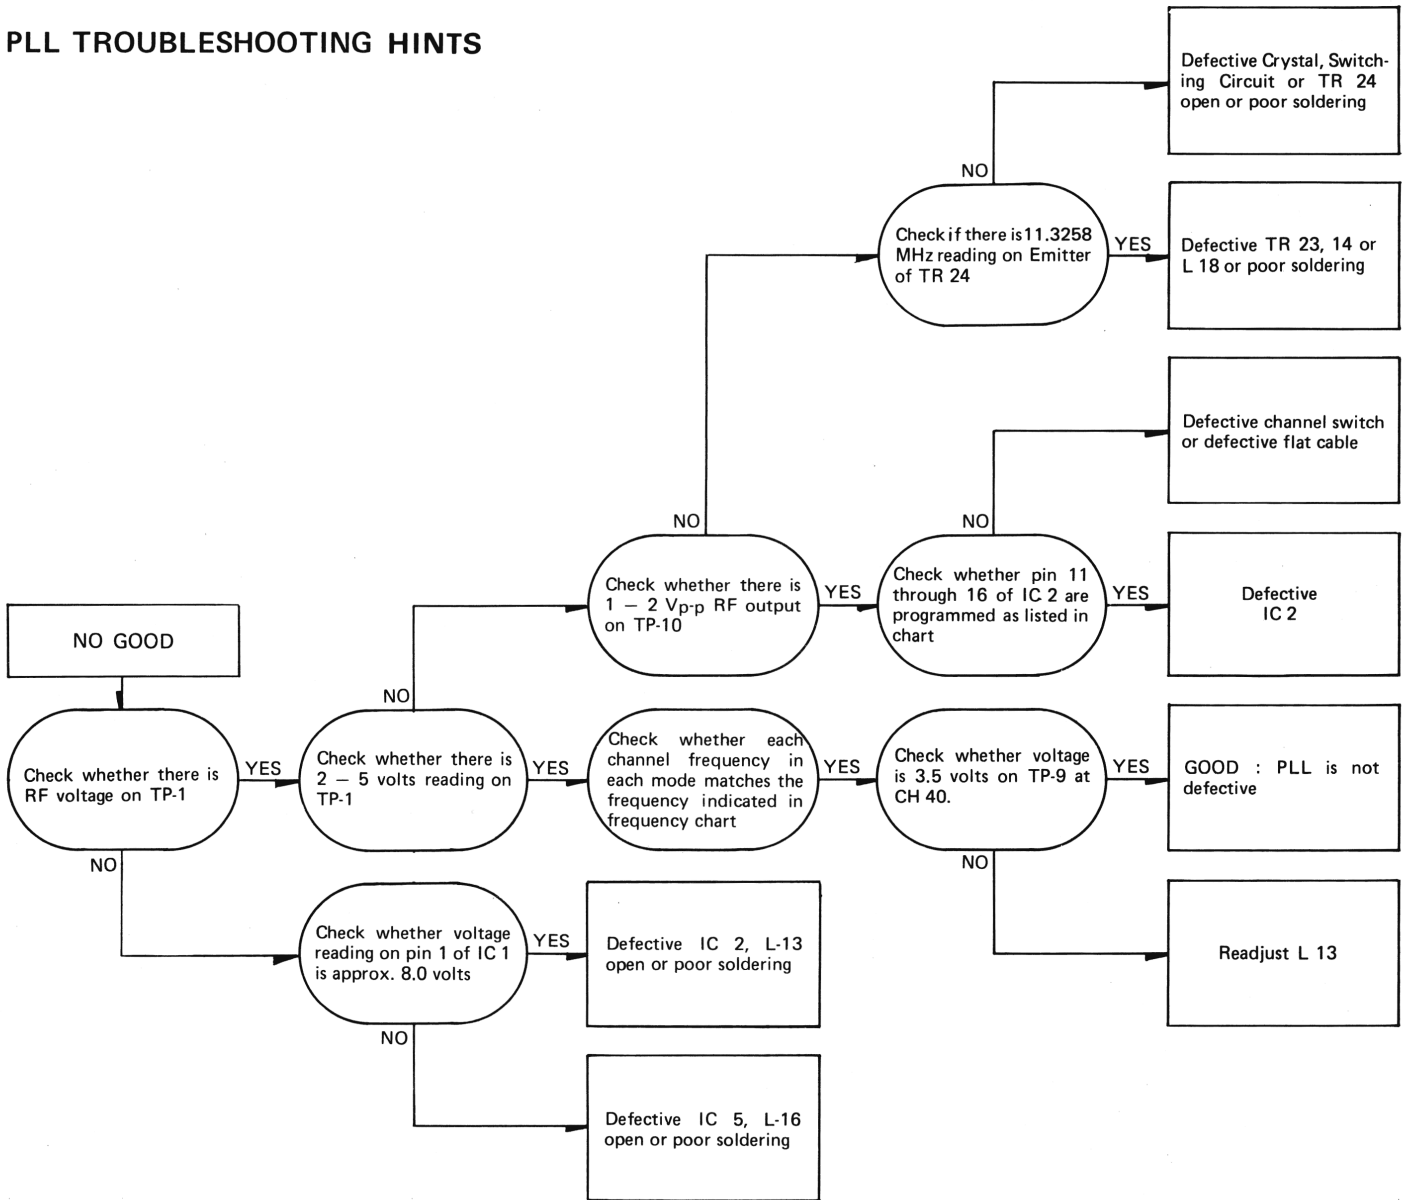 PLL TROUBLESHOOTING HINTS
Defective Crystal, Switch-
ing Circuit or TR 24
open or poor soldering
NO
Check if there is 11.3258
MHz reading on Emitter
of TR 24
YES
Defective TR 23, 14 or
L 18 or poor soldering
Defective channel switch
or defective flat cable
NO
NO
Check whether there is
1 – 2 Vp-p RF output
on TP-10
YES
Check whether pin 11
through 16 of IC 2 are
programmed as listed in
chart
YES
Defective
IC 2
NO GOOD
NO
Check whether there is
RF voltage on TP-1
YES
Check whether there is
2 – 5 volts reading on
TP-1
YES
Check whether each
channel frequency in
each mode matches the
frequency indicated in
frequency chart
YES
Check whether voltage
is 3.5 volts on TP-9 at
CH 40.
YES
GOOD : PLL is not
defective
NO
NO
Check whether voltage
reading on pin 1 of IC 1
is approx. 8.0 volts
YES
Defective IC 2, L-13
open or poor soldering
Readjust L 13
NO
Defective IC 5, L-16
open or poor soldering